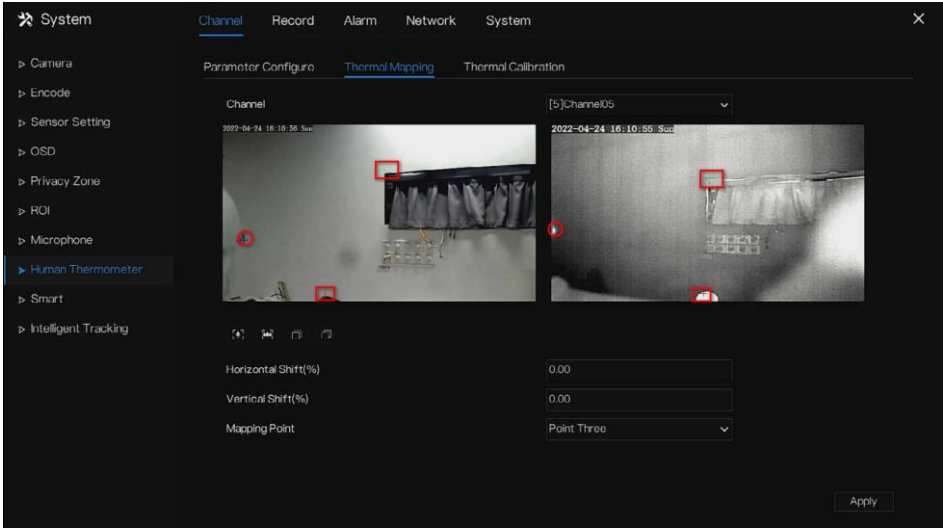 System
Channel Record Alarm Network System
Camera
Encode
Sensor Setting
OSD
Privacy Zone
ROI
Microphone
Human Thermometer
Smart
Intelligent Tracking
Parameter Configure Thermal Mapping Thermal Calibration
Channel [5]Channel05
2022-04-24 16:10:56 Sun 2022-04-24 16:10:55 Sun
Horizontal Shift(%) 0.00
Vertical Shift(%) 0.00
Mapping Point Point Three
Apply